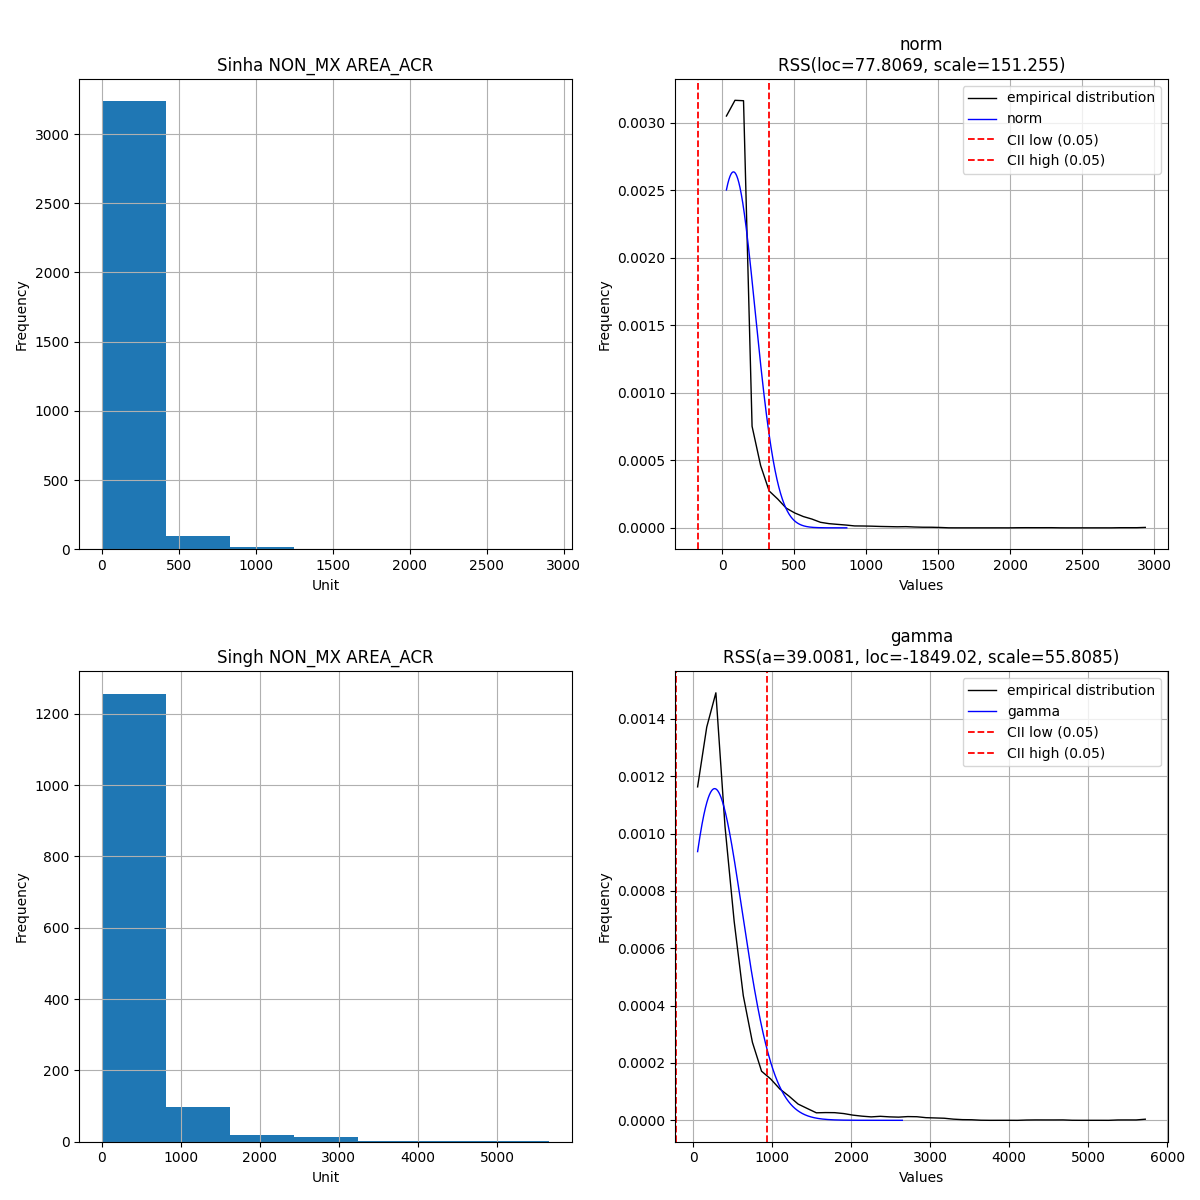 Sinha NON_MX AREA_ACR
3000
2500
2000
1500
1000
500
0
Frequency
0 500 1000 1500 2000 2500 3000
Unit
norm
RSS(loc=77.8069, scale=151.255)
empirical distribution
norm
CII low (0.05)
CII high (0.05)
0.0030
0.0025
0.0020
0.0015
0.0010
0.0005
0.0000
Frequency
0 500 1000 1500 2000 2500 3000
Values
Singh NON_MX AREA_ACR
1200
1000
800
600
400
200
0
Frequency
0 1000 2000 3000 4000 5000
Unit
gamma
RSS(a=39.0081, loc=-1849.02, scale=55.8085)
empirical distribution
gamma
CII low (0.05)
CII high (0.05)
0.0014
0.0012
0.0010
0.0008
0.0006
0.0004
0.0002
0.0000
Frequency
0 1000 2000 3000 4000 5000 6000
Values